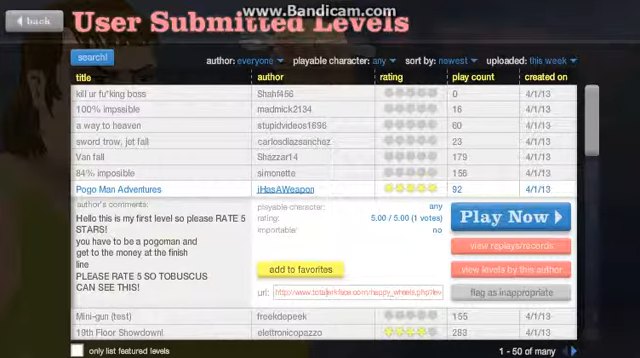 www.Bandicam.com
back
User Submitted Levels
search!
author: everyone playable character: any sort by: newest uploaded: this week
title author rating play count created on
kill ur fu*king boss Shahf456 0 4/1/13
100% impssible madmick2134 16 4/1/13
a way to heaven stupidvideos1696 60 4/1/13
sword trow, jet fall carlosdiazsanchez 23 4/1/13
Van fall Shazzar14 179 4/1/13
84% imposible simonette 156 4/1/13
Pogo Man Adventures iHasAWeapon 92 4/1/13
author's comments:
Hello this is my first level so please RATE 5
STARS!
you have to be a pogoman and
get to the money at the finish
line
PLEASE RATE 5 SO TOBUSCUS
CAN SEE THIS!
playable character: any
rating: 5.00 / 5.00 (1 votes)
importable: no
add to favorites
url: http://www.totaljerkface.com/happy_wheels.php?lev
Play Now
view replays/records
view levels by this author
flag as inappropriate
Mini-gun (test) freekdepeek 155 4/1/13
19th Floor Showdown! elettronicopazzo 283 4/1/13
only list featured levels
1 - 50 of many